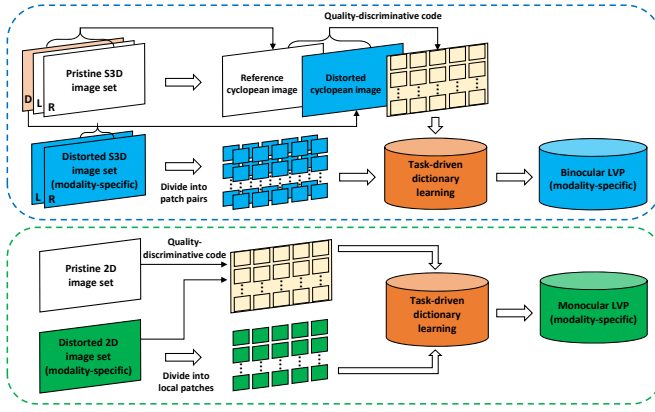 Quality-discriminative code
Pristine S3D
image set
D
L
R
Reference
cyclopean image
Distorted
cyclopean image
Distorted S3D
image set
(modality-specific)
L
R
Divide into
patch pairs
Task-driven
dictionary
learning
Binocular LVP
(modality-specific)
Quality-
discriminative code
Pristine 2D
image set
Distorted 2D
image set
(modality-specific)
Divide into
local patches
Task-driven
dictionary
learning
Monocular LVP
(modality-specific)